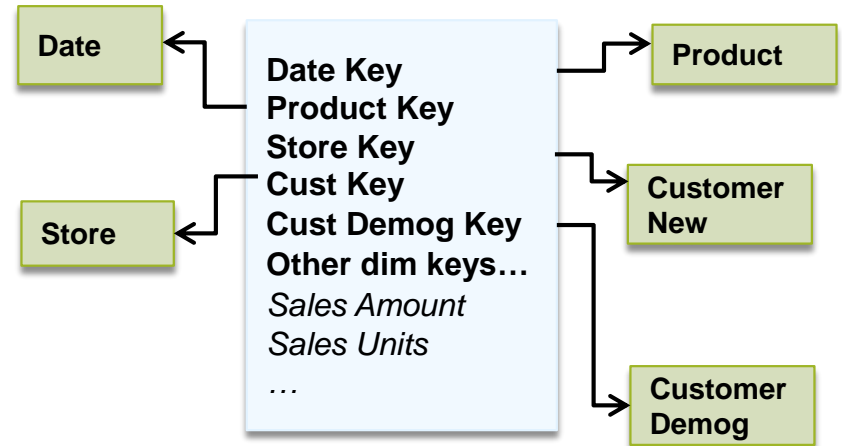 Date
Store
Date Key
Product Key
Store Key
Cust Key
Cust Demog Key
Other dim keys…
Sales Amount
Sales Units
…
Product
Customer
New
Customer
Demog